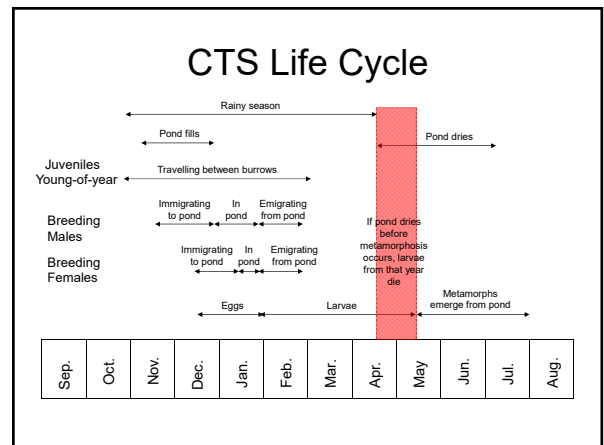 CTS Life Cycle
Rainy season
Pond fills
Pond dries
Juveniles
Young-of-year
Travelling between burrows
Breeding
Males
Immigrating
to pond
In
pond
Emigrating
from pond
If pond dries
before
metamorphosis
occurs, larvae
from that year
die
Breeding
Females
Immigrating
to pond
In
pond
Emigrating
from pond
Eggs
Larvae
Metamorphs
emerge from pond
Sep.
Oct.
Nov.
Dec.
Jan.
Feb.
Mar.
Apr.
May
Jun.
Jul.
Aug.